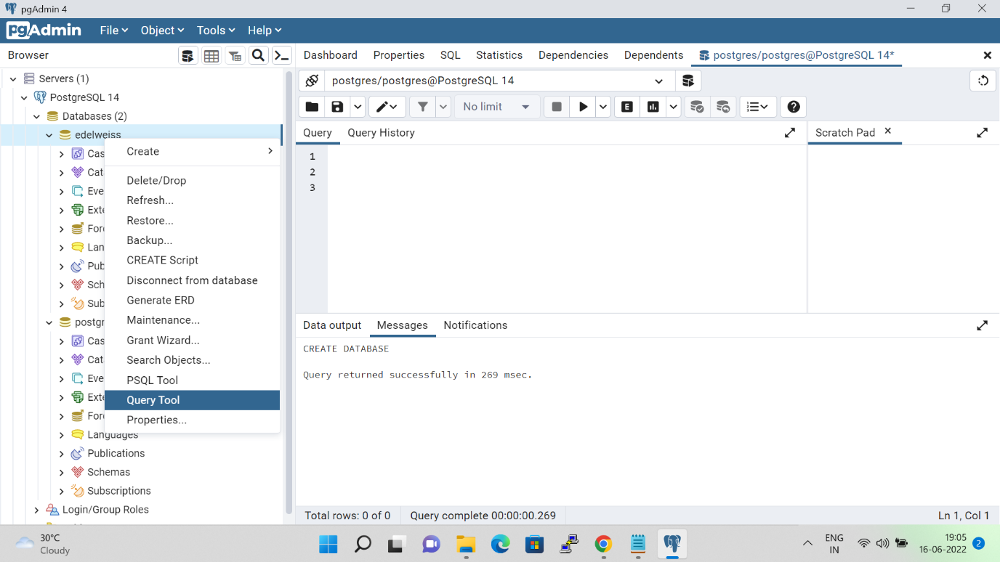 pgAdmin 4
pgAdmin File Object Tools Help
Browser
Dashboard Properties SQL Statistics Dependencies Dependents postgres/postgres@PostgreSQL 14*
Servers (1)
PostgreSQL 14
Databases (2)
edelweiss
Cas
Cat
Eve
Exte
For
Lan
Pub
Sch
Sub
postgr
Cas
Cat
Eve
Exte
For
Languages
Publications
Schemas
Subscriptions
Login/Group Roles
Create
Delete/Drop
Refresh...
Restore...
Backup...
CREATE Script
Disconnect from database
Generate ERD
Maintenance...
Grant Wizard...
Search Objects...
PSQL Tool
Query Tool
Properties...
postgres/postgres@PostgreSQL 14
No limit
E
Query Query History
Scratch Pad
1
2
3
Data output Messages Notifications
CREATE DATABASE
Query returned successfully in 269 msec.
Total rows: 0 of 0 Query complete 00:00:00.269 Ln 1, Col 1
30°C
Cloudy
ENG
IN
19:05
16-06-2022
2